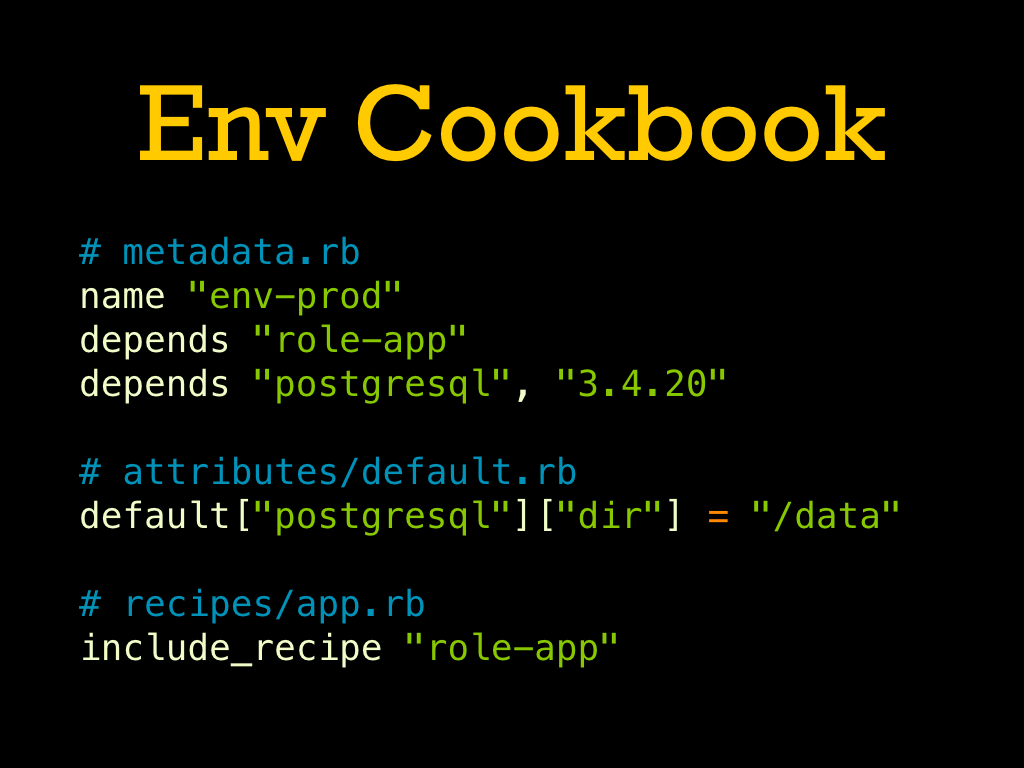 Env Cookbook
# metadata.rb
name "env-prod"
depends "role-app"
depends "postgresql", "3.4.20"
# attributes/default.rb
default["postgresql"]["dir"] = "/data"
# recipes/app.rb
include_recipe "role-app"